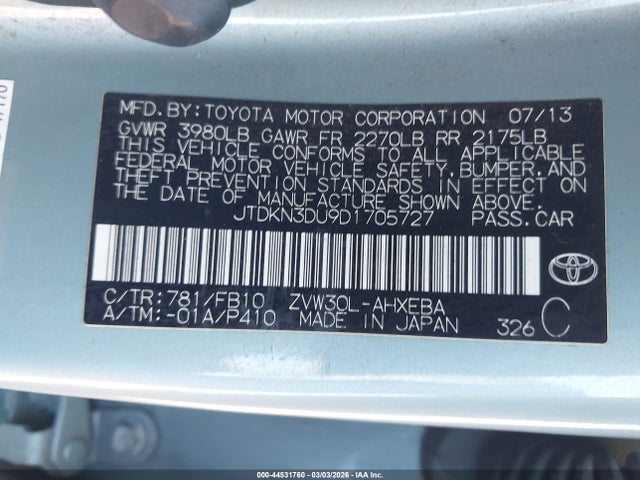 MFD. BY: TOYOTA MOTOR CORPORATION 07/13
GVWR 3980LB GAWR FR 2270LB RR 2175LB
THIS VEHICLE CONFORMS TO ALL APPLICABLE
FEDERAL MOTOR VEHICLE SAFETY, BUMPER, AND
THEFT PREVENTION STANDARDS IN EFFECT ON
THE DATE OF MANUFACTURE SHOWN ABOVE.
JTDKN3DU9D1705727 PASS. CAR
C/TR: 781/FB10 ZVW30L-AHXEBA
A/TM: -01A/P410 MADE IN JAPAN 326 C
000-44531760 - 03/03/2026 - IAA Inc.